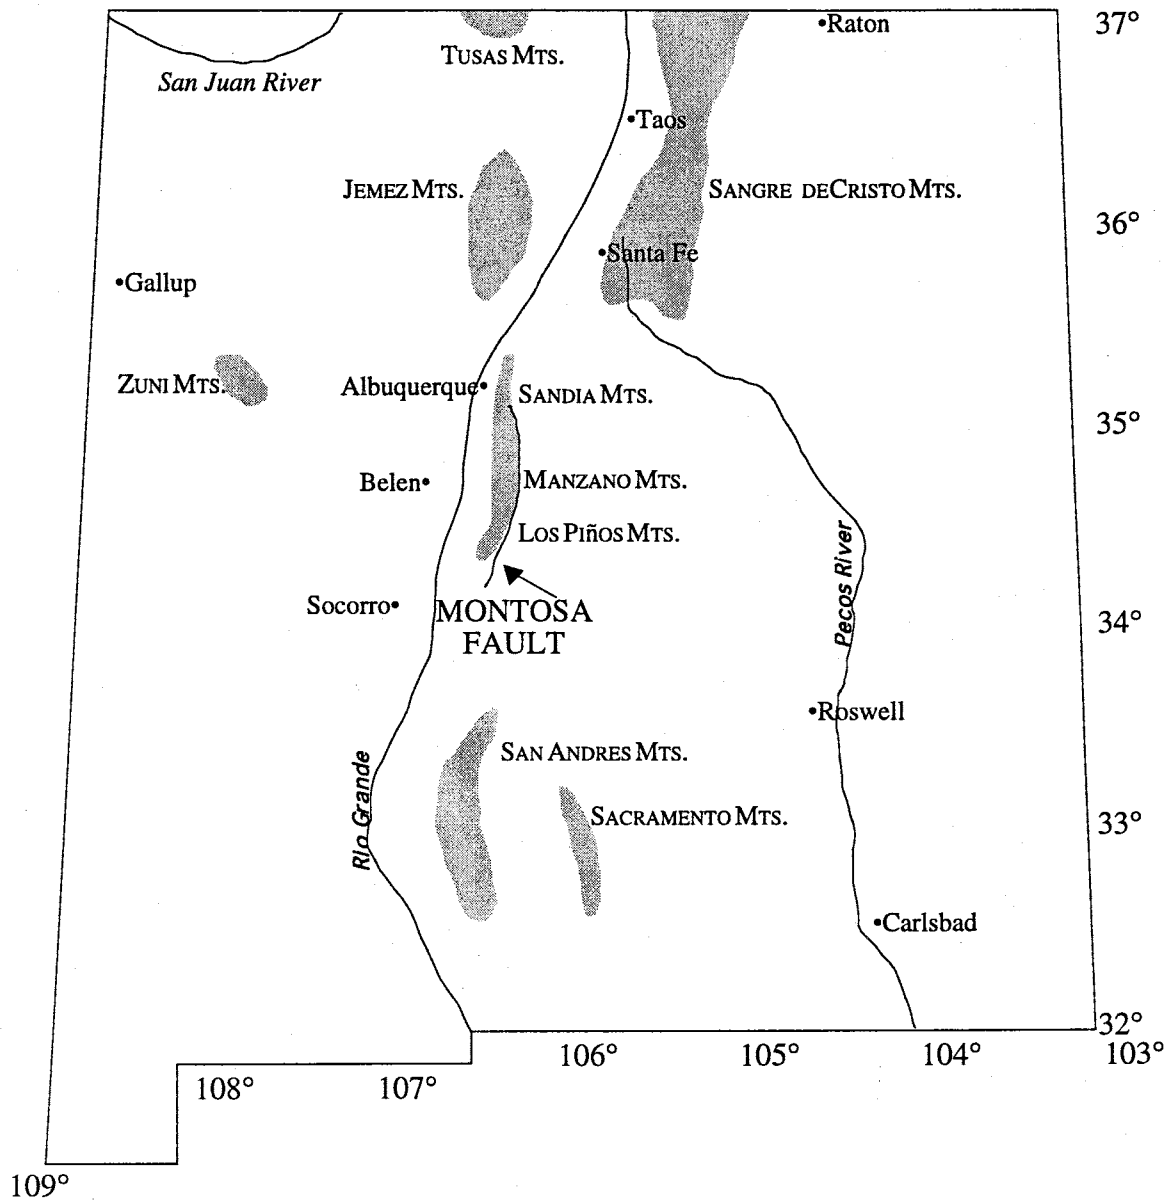 Raton
37°
TUSAS MTS.
San Juan River
Taos
JEMEZ MTS.
SANGRE DECRISTO MTS.
36°
Santa Fe
Gallup
ZUNI MTS.
Albuquerque
SANDIA MTS.
35°
Belen
MANZANO MTS.
LOS PIñOS MTS.
Pecos River
Socorro
MONTOSA
FAULT
34°
Roswell
SAN ANDRES MTS.
Rio Grande
SACRAMENTO MTS.
33°
Carlsbad
32°
106°
105°
104°
103°
108°
107°
109°